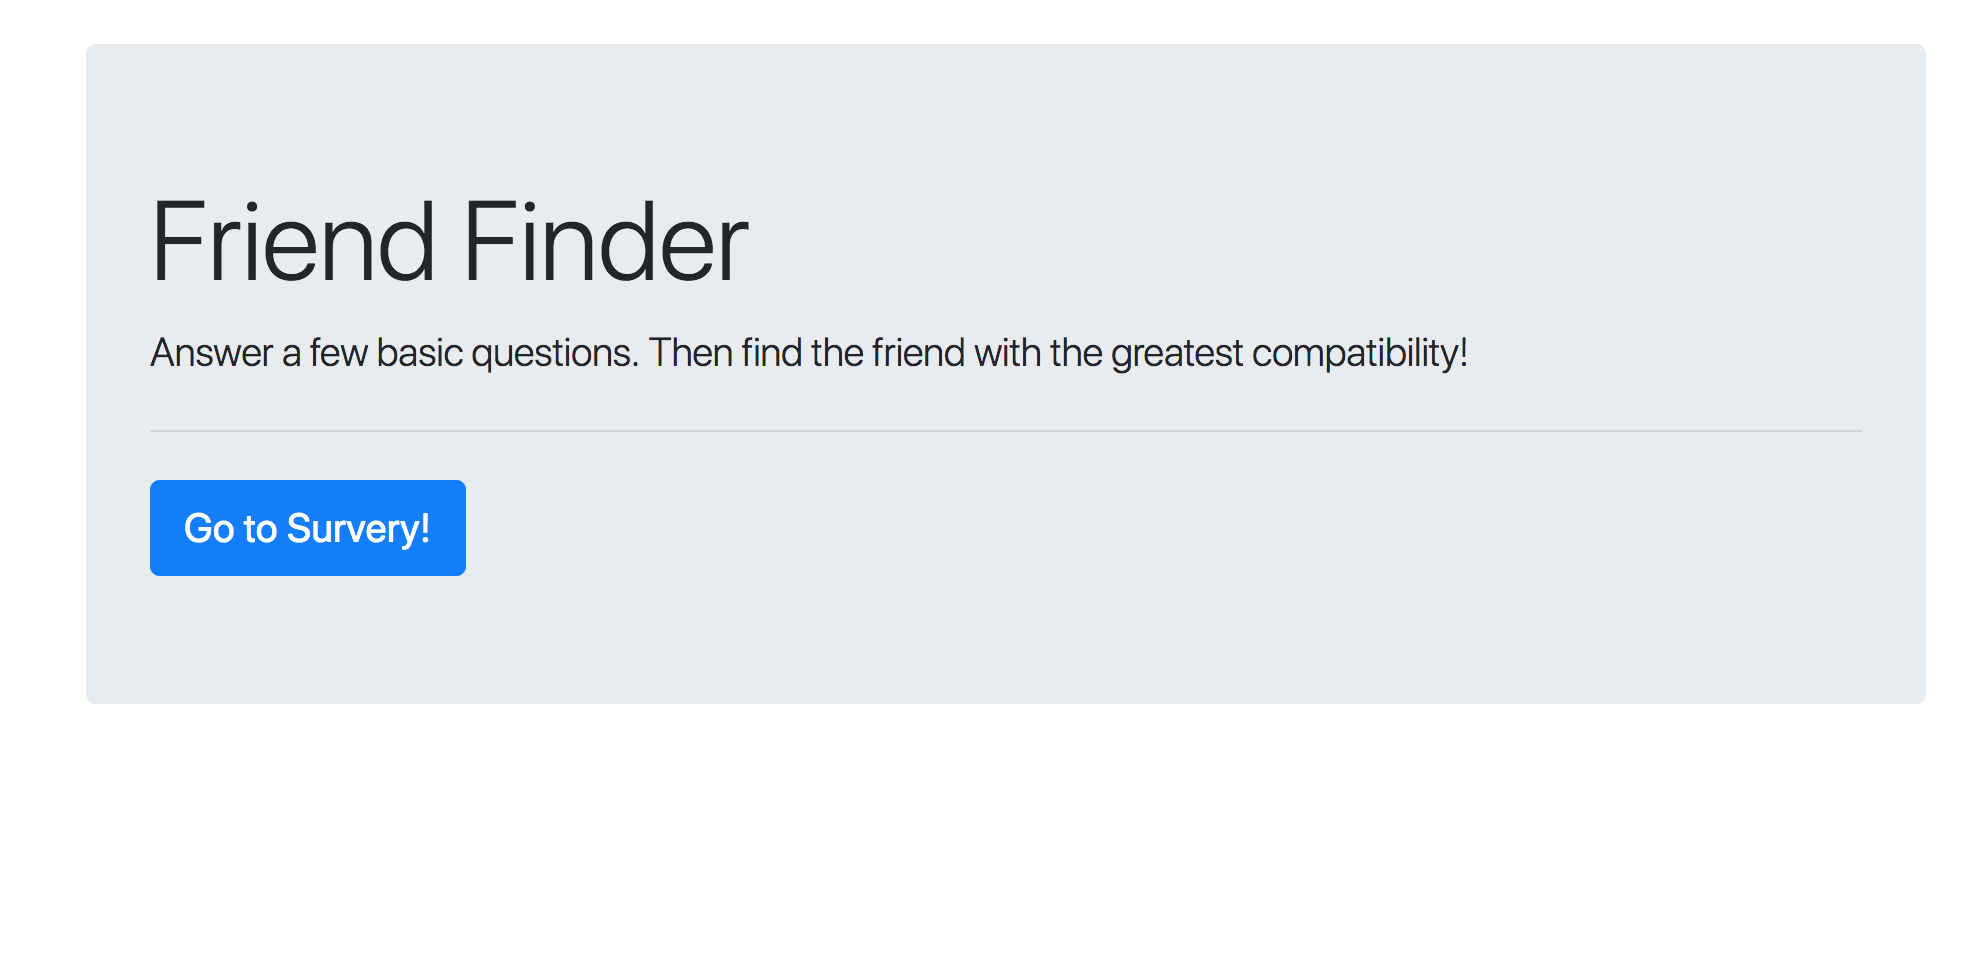 Friend Finder
Answer a few basic questions. Then find the friend with the greatest compatibility!
Go to Survery!